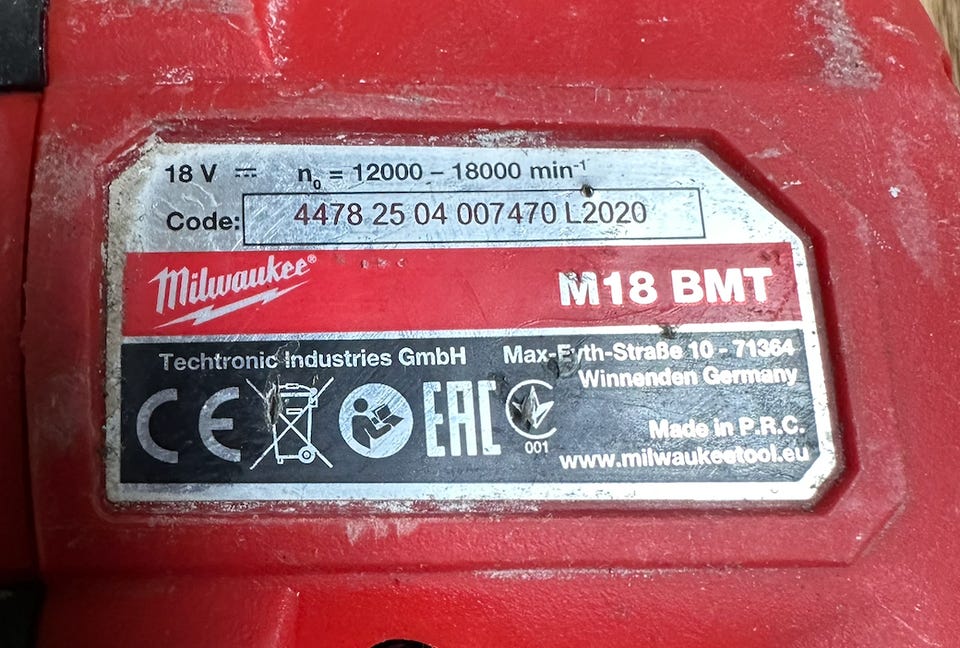 18 V ⎓ n₀ = 12000 – 18000 min⁻¹
Code: 4478 25 04 007470 L2020
Milwaukee®
M18 BMT
Techtronic Industries GmbH
Max-Eyth-Straße 10 - 71364
Winnenden Germany
CE
EAC
001
Made in P.R.C.
www.milwaukeetool.eu